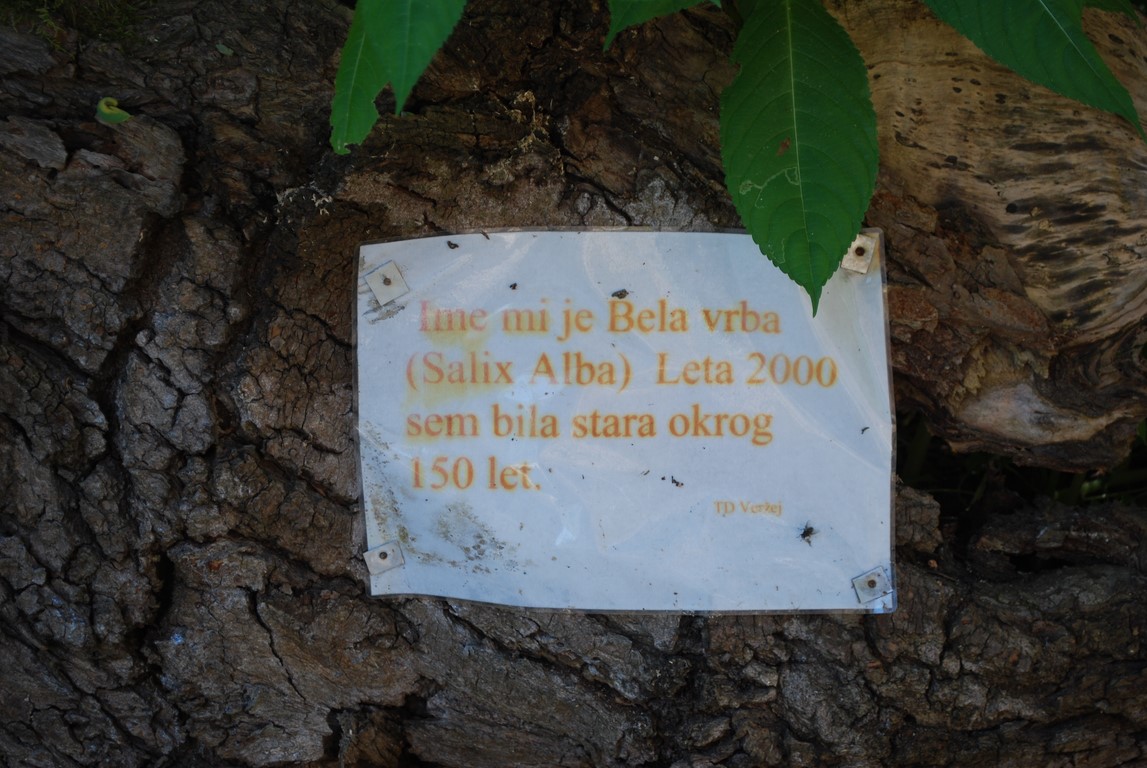 Ime mi je Bela vrba
(Salix Alba) Leta 2000
sem bila stara okrog
150 let.
TD Veržej